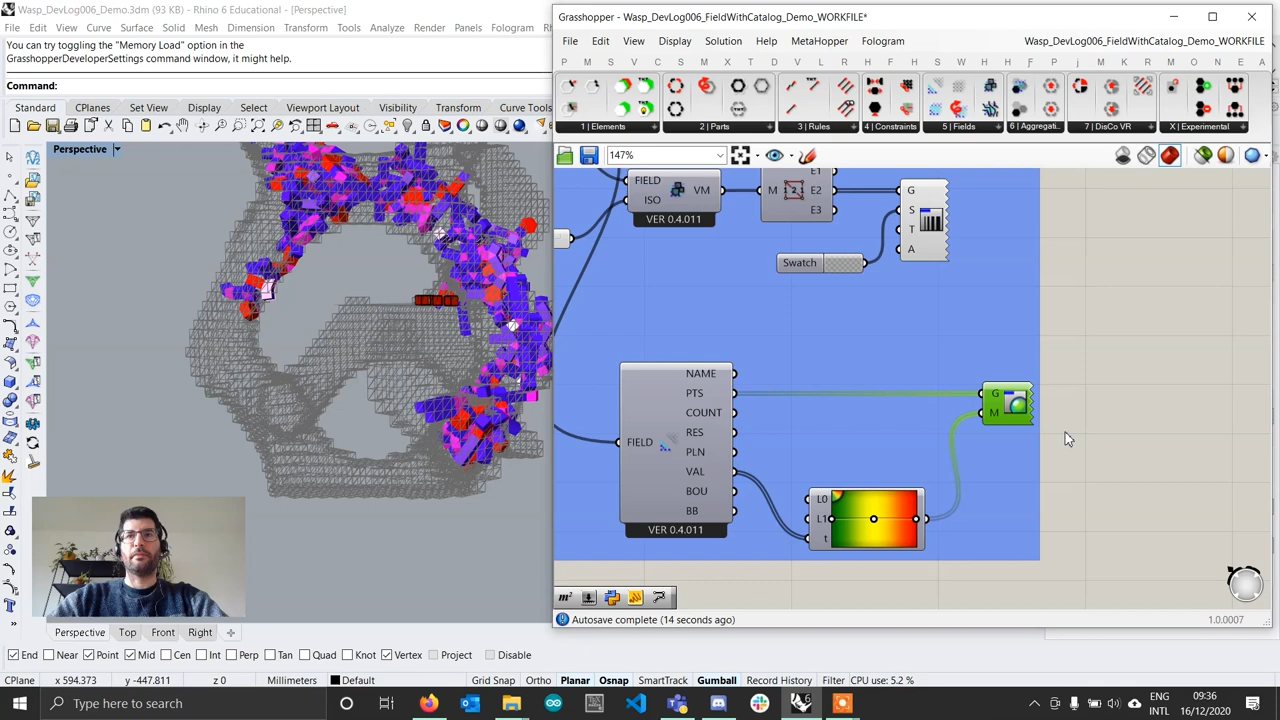 Wasp_DevLog006_Demo.3dm (93 KB) - Rhino 6 Educational - [Perspective]
File Edit View Curve Surface Solid Mesh Dimension Transform Tools Analyze Render Panels Fologram
You can try toggling the "Memory Load" option in the
GrasshopperDeveloperSettings command window, it might help.
Command:
Standard CPlanes Set View Display Select Viewport Layout Visibility Transform Curve Tools
Perspective
Perspective Top Front Right
End Near Point Mid Cen Int Perp Tan Quad Knot Vertex Project Disable
CPlane x 594.373 y -447.811 z 0 Millimeters Default Grid Snap Ortho Planar Osnap SmartTrack Gumball Record History Filter CPU use: 5.2 %
Grasshopper - Wasp_DevLog006_FieldWithCatalog_Demo_WORKFILE*
File Edit View Display Solution Help MetaHopper Fologram Wasp_DevLog006_FieldWithCatalog_Demo_WORKFILE
P M S V C S T M X D T K F H S W X F P j M M X F
1 | Elements 2 | Parts 3 | Rules 4 | Constraints 5 | Fields 6 | Aggregati.. 7 | DisCo VR X | Experimental
147%
FIELD
ISO
VM
VER 0.4.011
M
E1
E2
E3
G
S
T
A
Swatch
FIELD
NAME
PTS
COUNT
RES
PLN
VAL
BOU
BB
VER 0.4.011
L0
L1
t
G
M
Autosave complete (14 seconds ago) 1.0.0007
Type here to search
ENG
INTL
09:36
16/12/2020